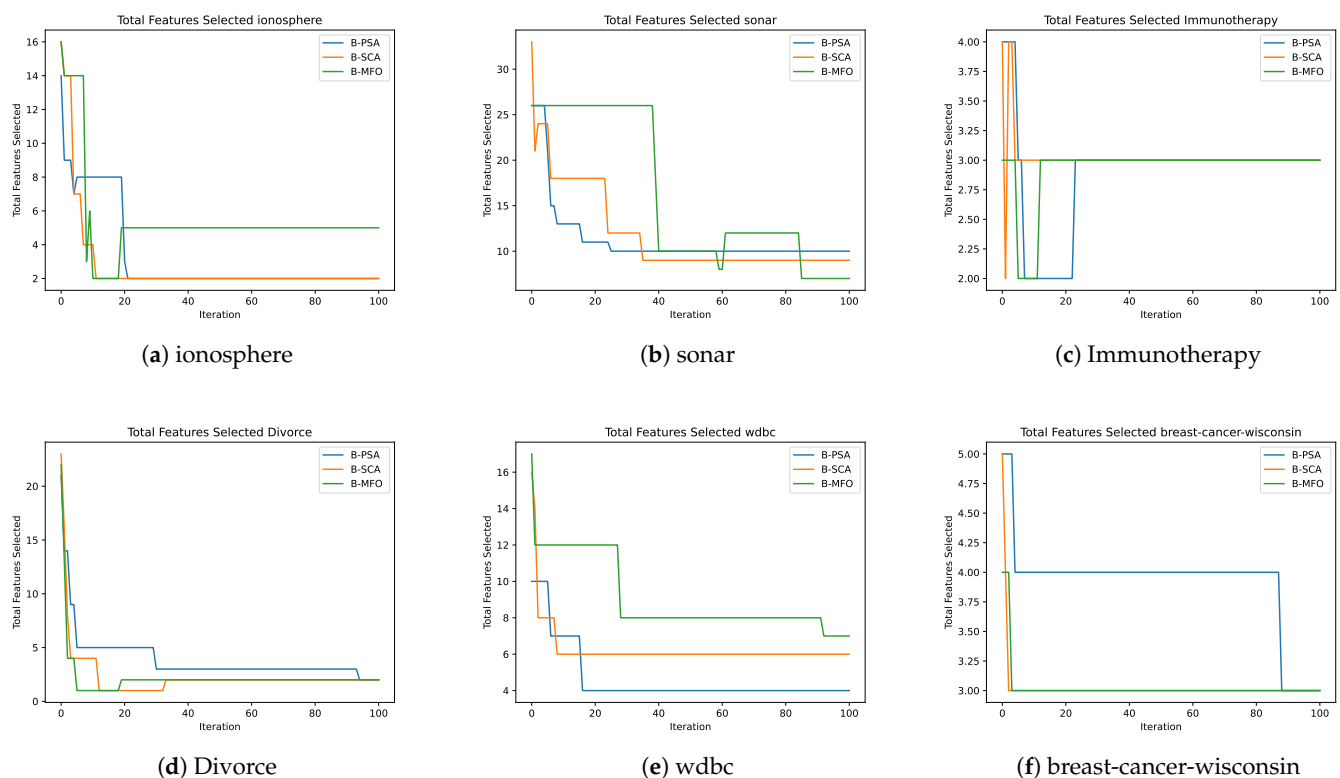 Total Features Selected ionosphere
B-PSA
B-SCA
B-MFO
Total Features Selected
16
14
12
10
8
6
4
2
0 20 40 60 80 100
Iteration
(a) ionosphere
Total Features Selected sonar
B-PSA
B-SCA
B-MFO
Total Features Selected
30
25
20
15
10
0 20 40 60 80 100
Iteration
(b) sonar
Total Features Selected Immunotherapy
B-PSA
B-SCA
B-MFO
Total Features Selected
4.00
3.75
3.50
3.25
3.00
2.75
2.50
2.25
2.00
0 20 40 60 80 100
Iteration
(c) Immunotherapy
Total Features Selected Divorce
B-PSA
B-SCA
B-MFO
Total Features Selected
20
15
10
5
0
0 20 40 60 80 100
Iteration
(d) Divorce
Total Features Selected wdbc
B-PSA
B-SCA
B-MFO
Total Features Selected
16
14
12
10
8
6
4
0 20 40 60 80 100
Iteration
(e) wdbc
Total Features Selected breast-cancer-wisconsin
B-PSA
B-SCA
B-MFO
Total Features Selected
5.00
4.75
4.50
4.25
4.00
3.75
3.50
3.25
3.00
0 20 40 60 80 100
Iteration
(f) breast-cancer-wisconsin